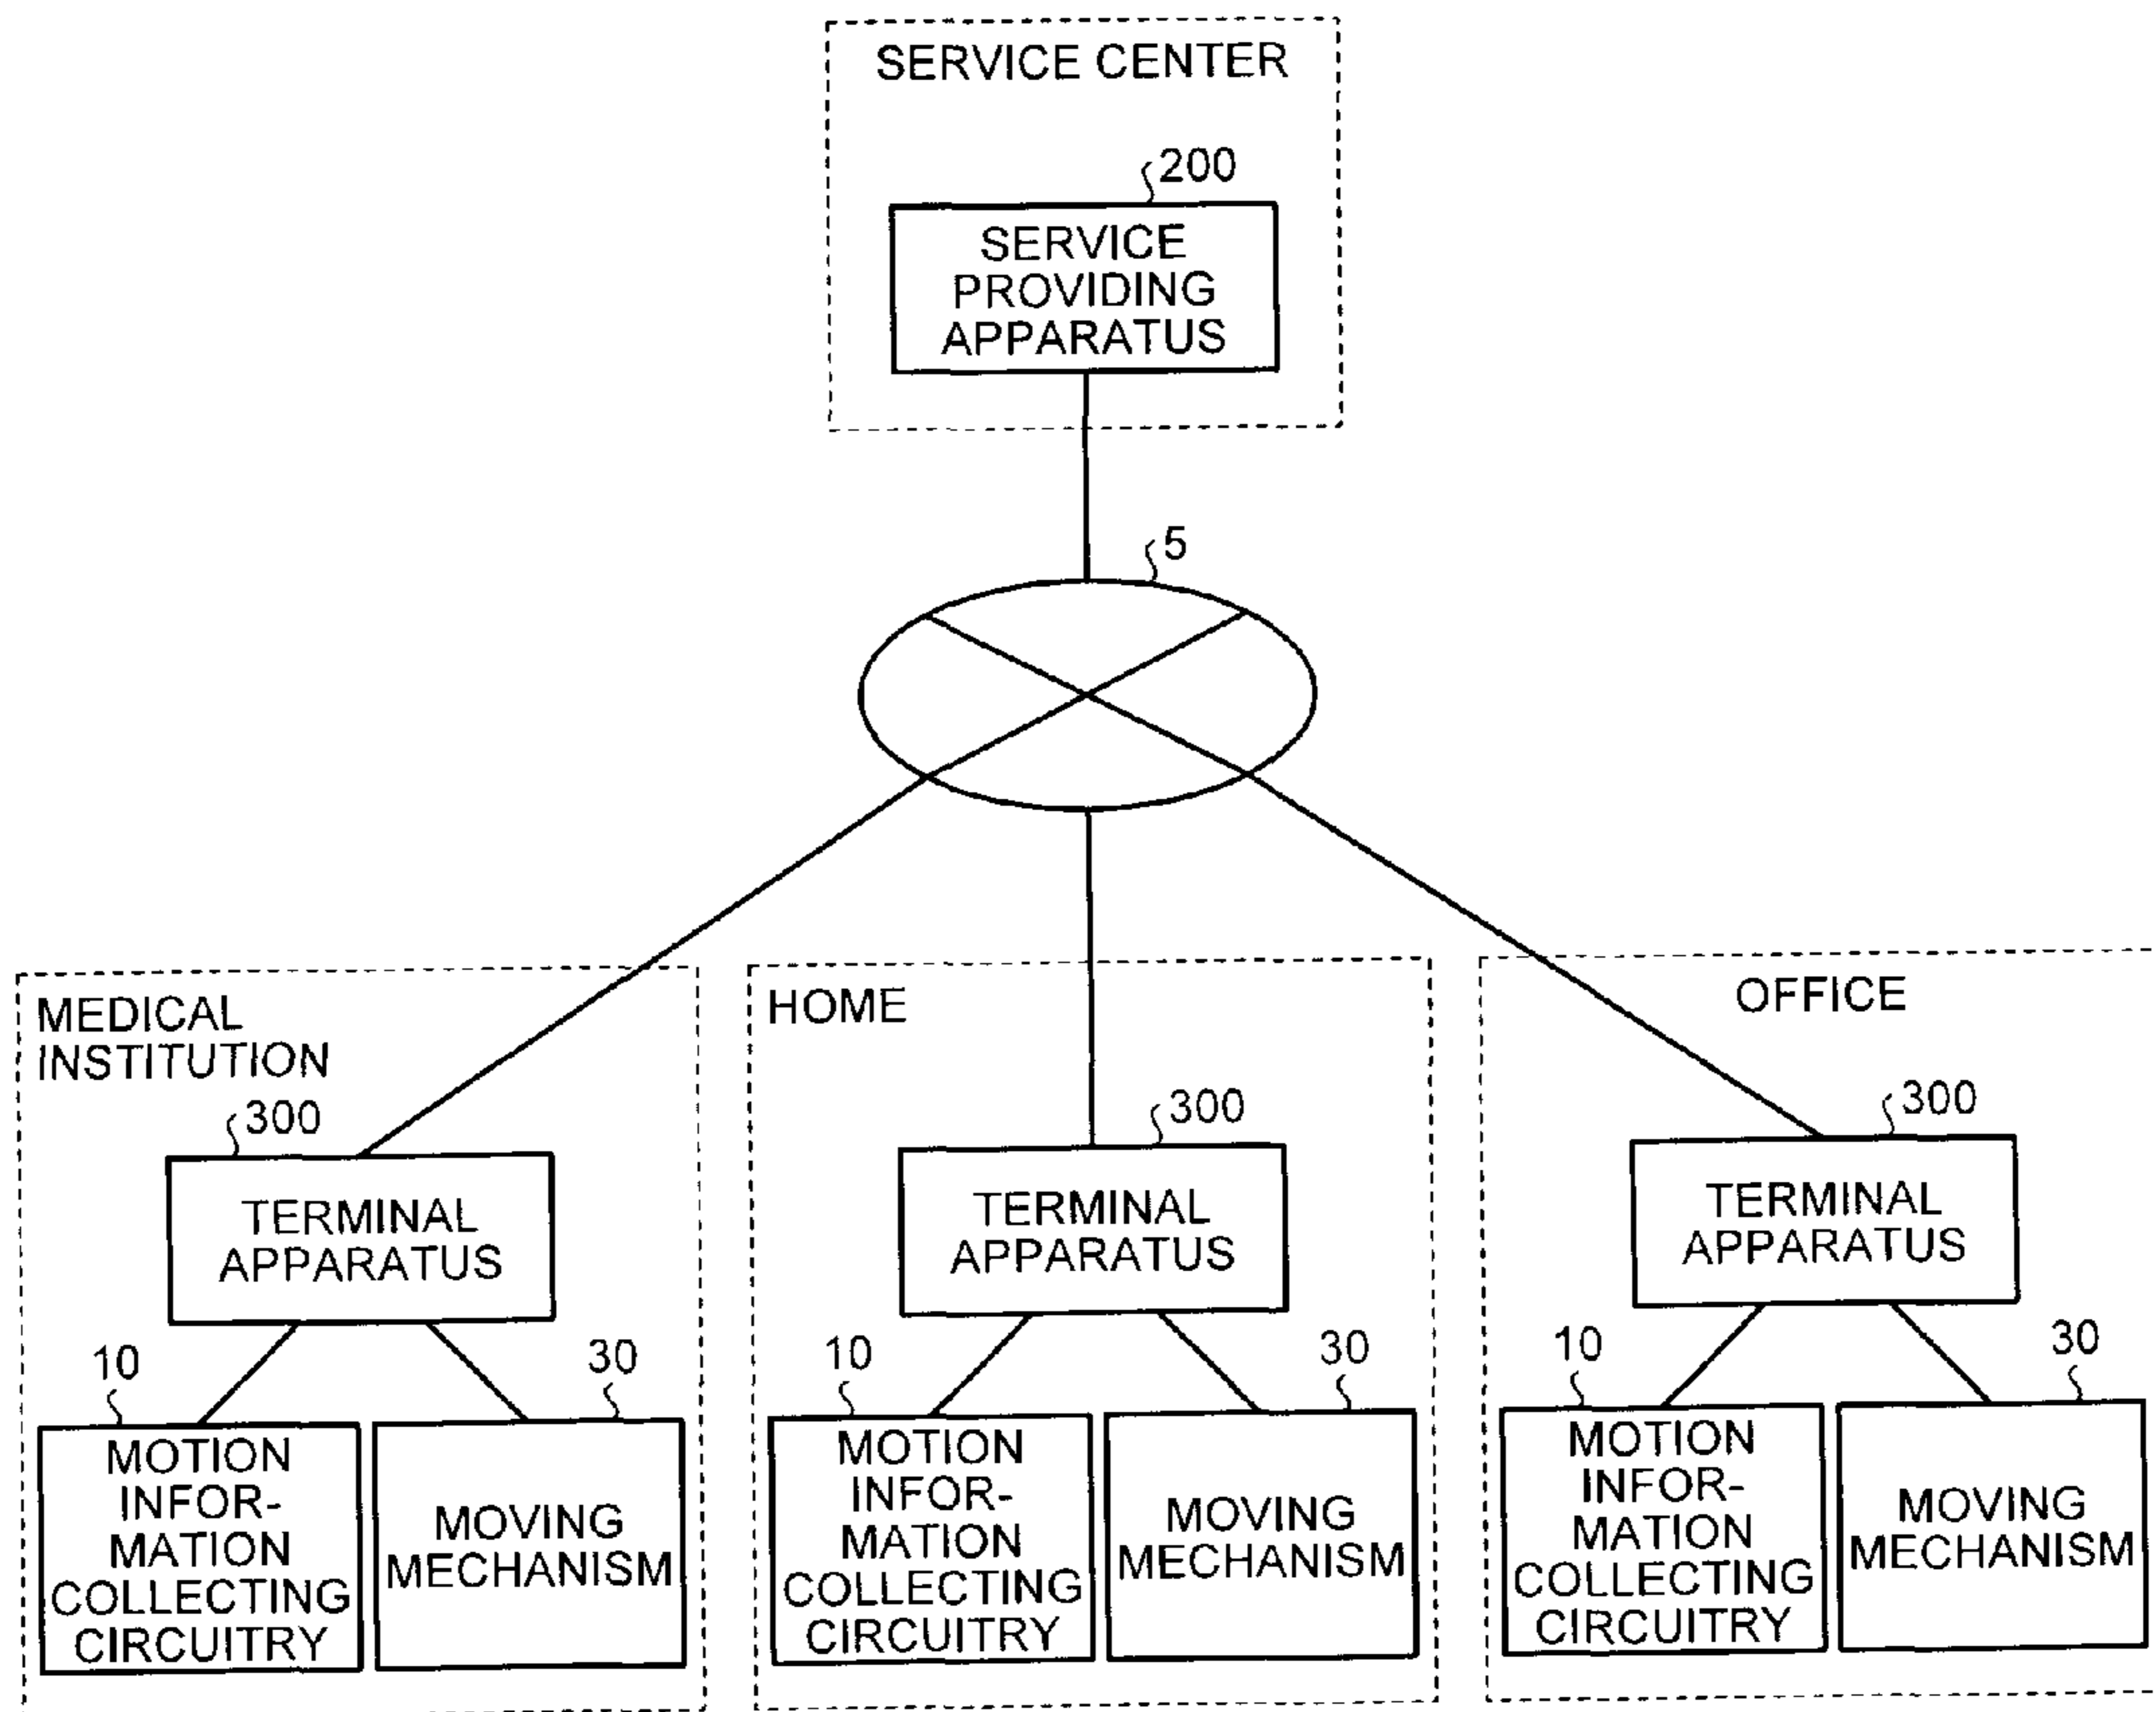 SERVICE CENTER
200
SERVICE
PROVIDING
APPARATUS
5
MEDICAL
INSTITUTION
300
TERMINAL
APPARATUS
10
30
MOTION
INFOR-
MATION
COLLECTING
CIRCUITRY
MOVING
MECHANISM
HOME
300
TERMINAL
APPARATUS
10
30
MOTION
INFOR-
MATION
COLLECTING
CIRCUITRY
MOVING
MECHANISM
OFFICE
300
TERMINAL
APPARATUS
10
30
MOTION
INFOR-
MATION
COLLECTING
CIRCUITRY
MOVING
MECHANISM